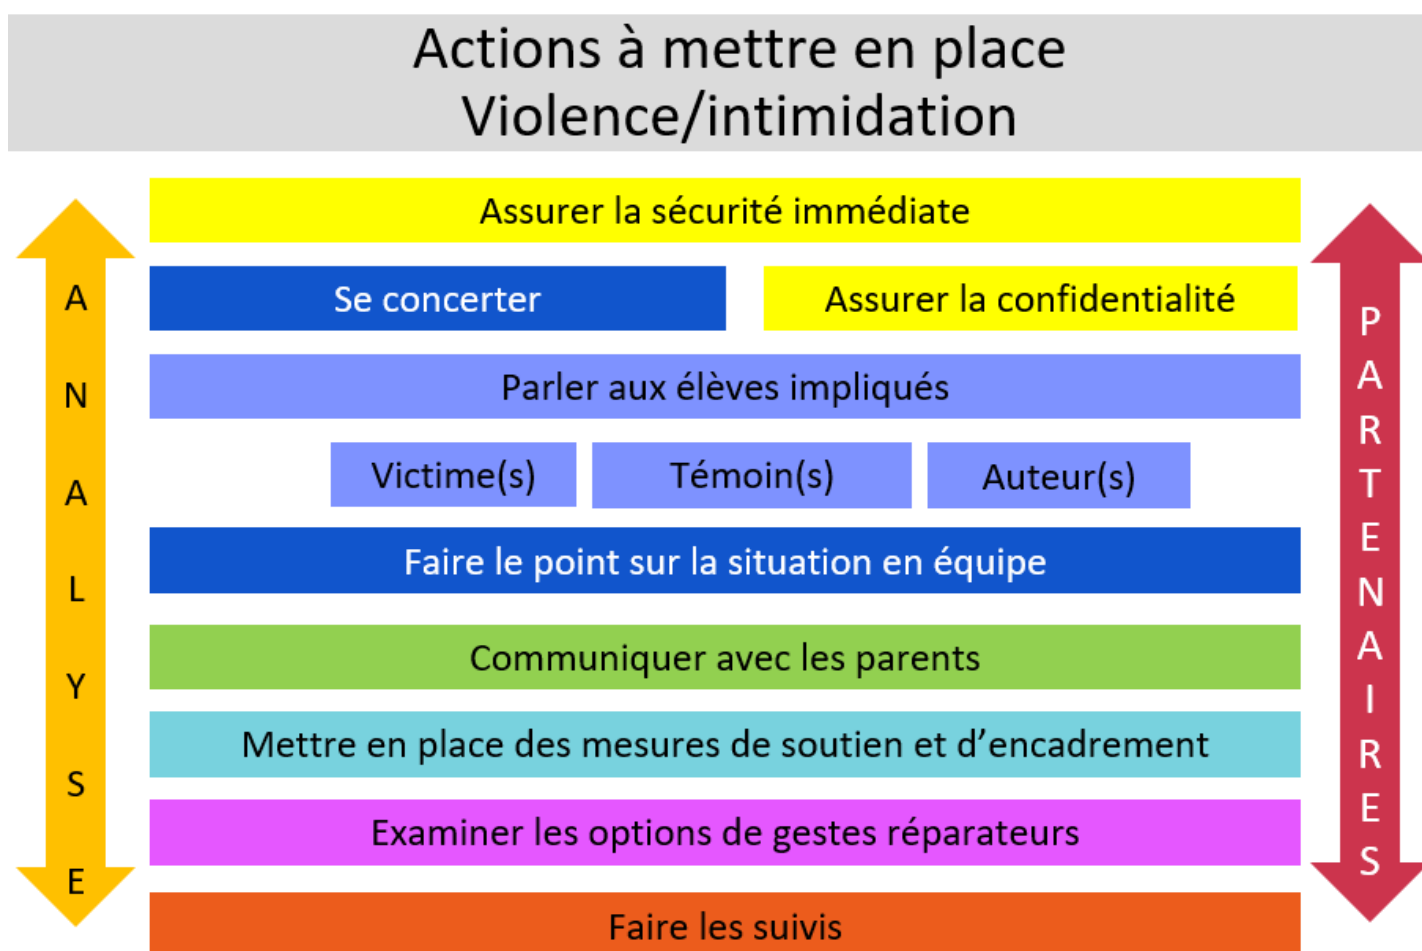 Actions à mettre en place
Violence/intimidation
Assurer la sécurité immédiate
Se concerter
Assurer la confidentialité
Parler aux élèves impliqués
Victime(s)
Témoin(s)
Auteur(s)
Faire le point sur la situation en équipe
Communiquer avec les parents
Mettre en place des mesures de soutien et d’encadrement
Examiner les options de gestes réparateurs
Faire les suivis
ANALYSE
PARTENAIRES